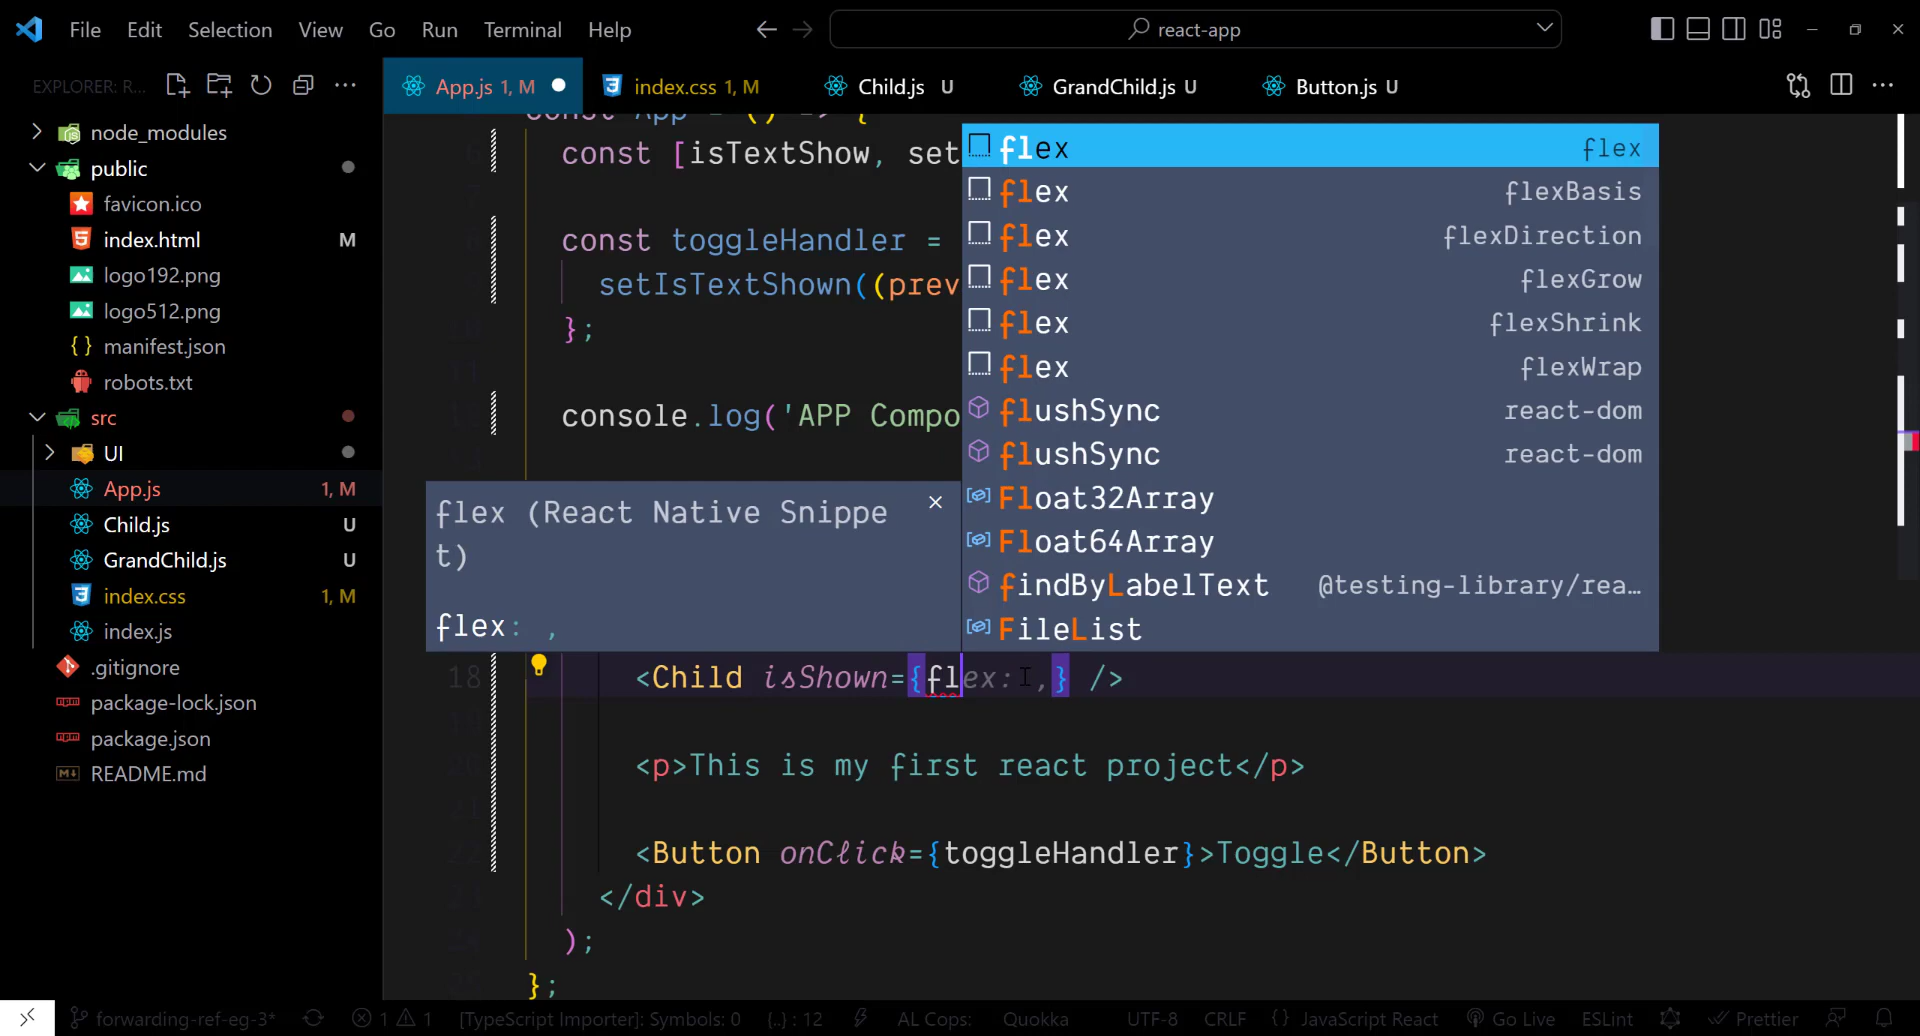 File Edit Selection View Go Run Terminal Help
react-app
EXPLORER: R...
App.js 1, M
index.css 1, M
Child.js U
GrandChild.js U
Button.js U
node_modules
public
favicon.ico
index.html M
logo192.png
logo512.png
manifest.json
robots.txt
src
UI
App.js 1, M
Child.js U
GrandChild.js U
index.css 1, M
index.js
.gitignore
package-lock.json
package.json
README.md
const App = () => {
const [isTextShow, set
const toggleHandler =
setIsTextShown((prev
};
console.log('APP Compo
flex flex
flex flexBasis
flex flexDirection
flex flexGrow
flex flexShrink
flex flexWrap
flushSync react-dom
flushSync react-dom
Float32Array
Float64Array
findByLabelText @testing-library/rea...
FileList
flex (React Native Snippe
t)
flex: ,
18 <Child isShown={flex: ,} />
<p>This is my first react project</p>
<Button onClick={toggleHandler}>Toggle</Button>
</div>
);
};
forwarding-ref-eg-3* 1 1 [TypeScript Importer]: Symbols: 0 {..} : 12 AL Cops: Quokka UTF-8 CRLF {} JavaScript React Go Live ESLint Prettier